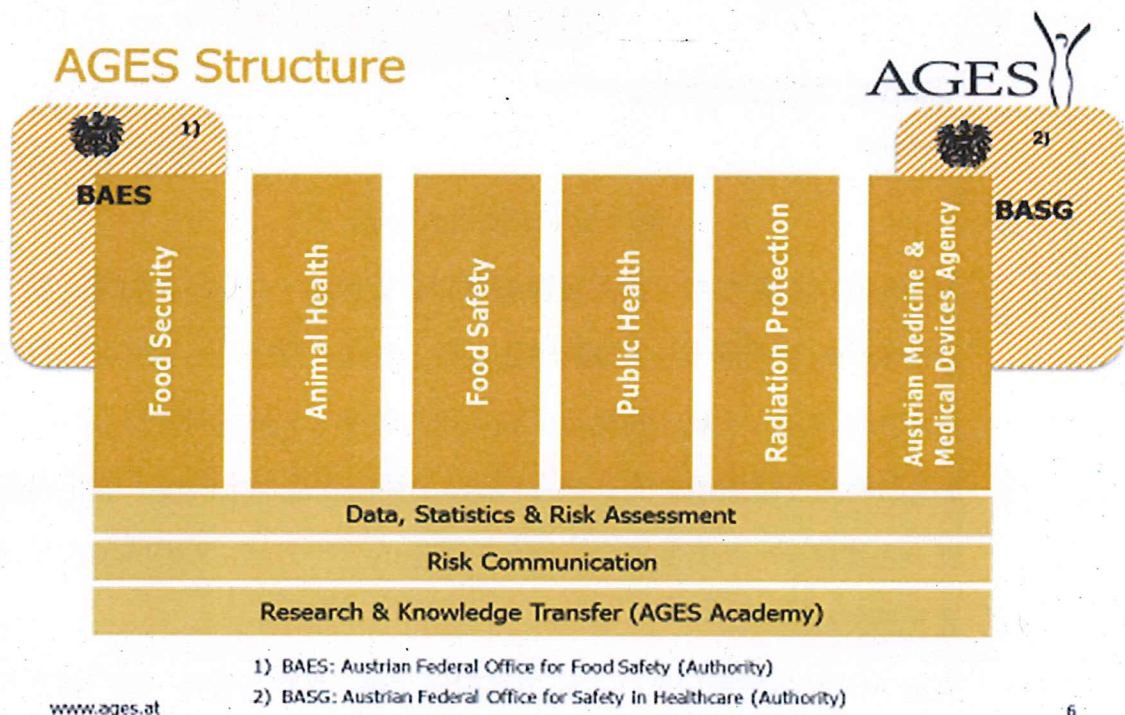 AGES Structure
AGES
1)
BAES
2)
BASG
Food Security
Animal Health
Food Safety
Public Health
Radiation Protection
Austrian Medicine &
Medical Devices Agency
Data, Statistics & Risk Assessment
Risk Communication
Research & Knowledge Transfer (AGES Academy)
1) BAES: Austrian Federal Office for Food Safety (Authority)
2) BASG: Austrian Federal Office for Safety in Healthcare (Authority)
www.ages.at
6